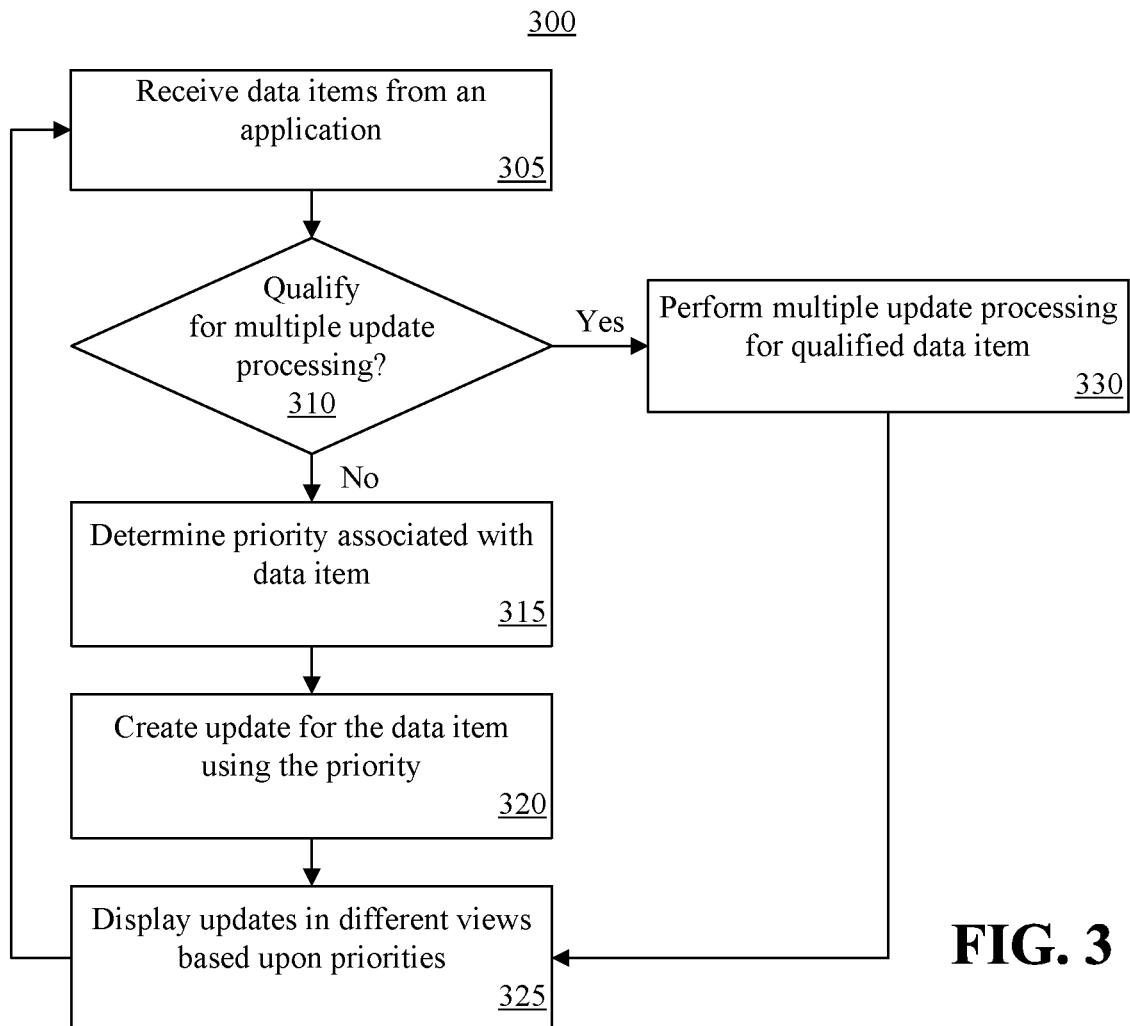 300
Receive data items from an
application
305
Qualify
for multiple update
processing?
310
Yes
Perform multiple update processing
for qualified data item
330
No
Determine priority associated with
data item
315
Create update for the data item
using the priority
320
Display updates in different views
based upon priorities
325
FIG. 3